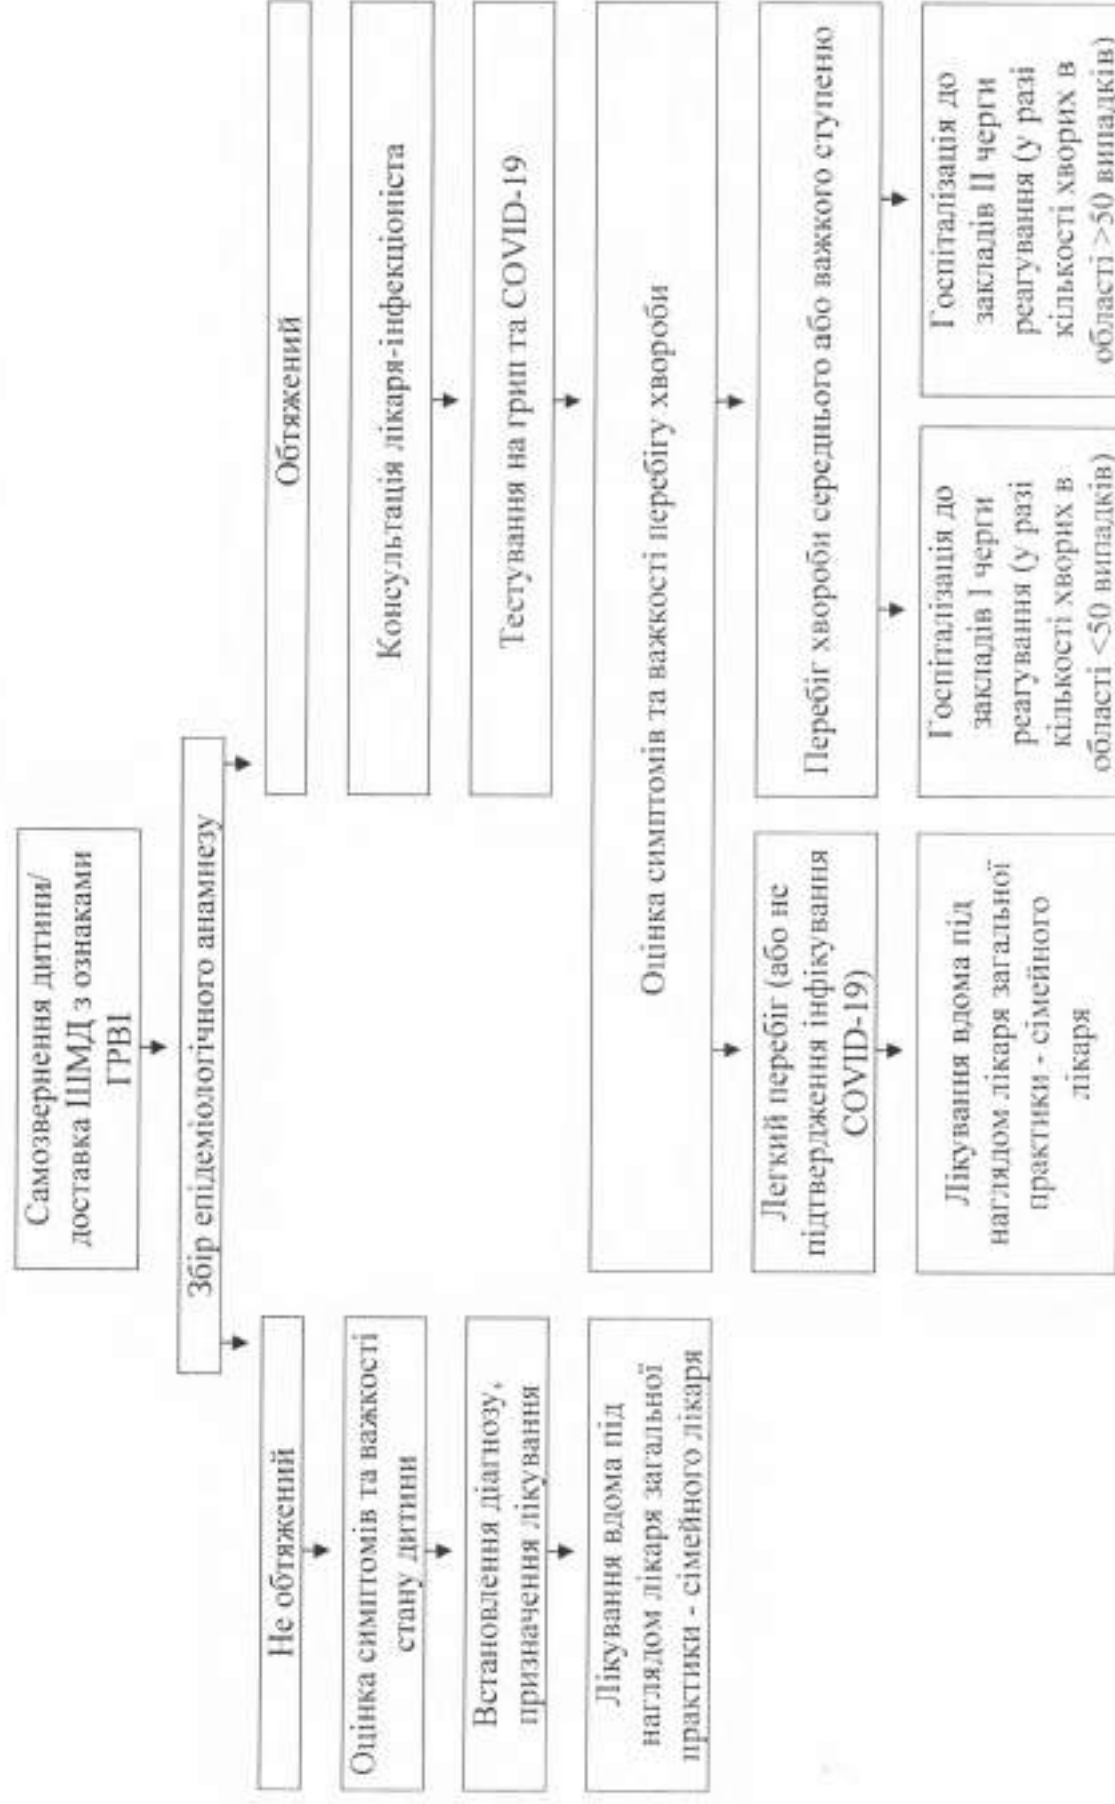 Самозвернення дитини/
доставка ШМД з ознаками
ГРВІ
Збір епідеміологічного анамнезу
Не обтяжений
Обтяжений
Оцінка симптомів та важкості
стану дитини
Консультація лікаря-інфекціоніста
Встановлення діагнозу,
призначення лікування
Тестування на грип та COVID-19
Лікування вдома під
наглядом лікаря загальної
практики - сімейного лікаря
Оцінка симптомів та важкості перебігу хвороби
Легкий перебіг (або не
підтвердження інфікування
COVID-19)
Перебіг хвороби середнього або важкого ступеню
Лікування вдома під
наглядом лікаря загальної
практики - сімейного
лікаря
Госпіталізація до
закладів І черги
реагування (у разі
кількості хворих в
області <50 випадків)
Госпіталізація до
закладів ІІ черги
реагування (у разі
кількості хворих в
області >50 випадків)